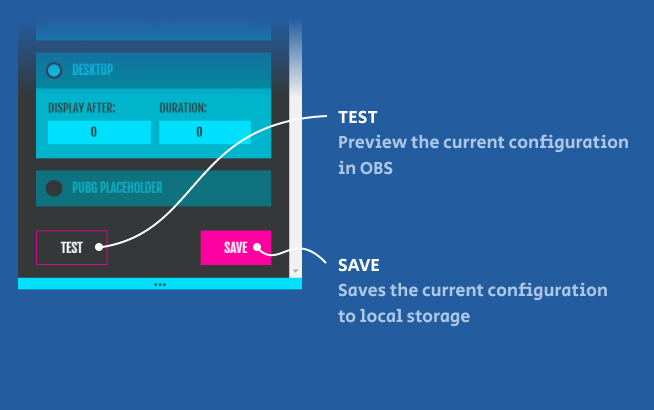 DESKTOP
DISPLAY AFTER: DURATION:
0 0
PUBG PLACEHOLDER
TEST SAVE
TEST
Preview the current configuration
in OBS
SAVE
Saves the current configuration
to local storage